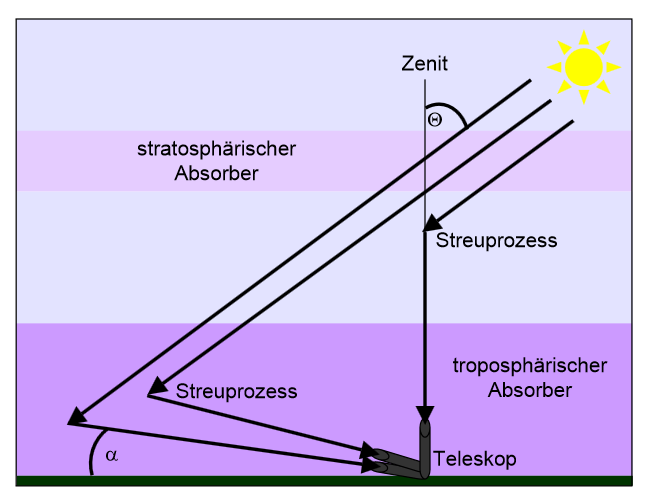 Zenit
Θ
stratosphärischer
Absorber
Streuprozess
troposphärischer
Absorber
Streuprozess
α
Teleskop